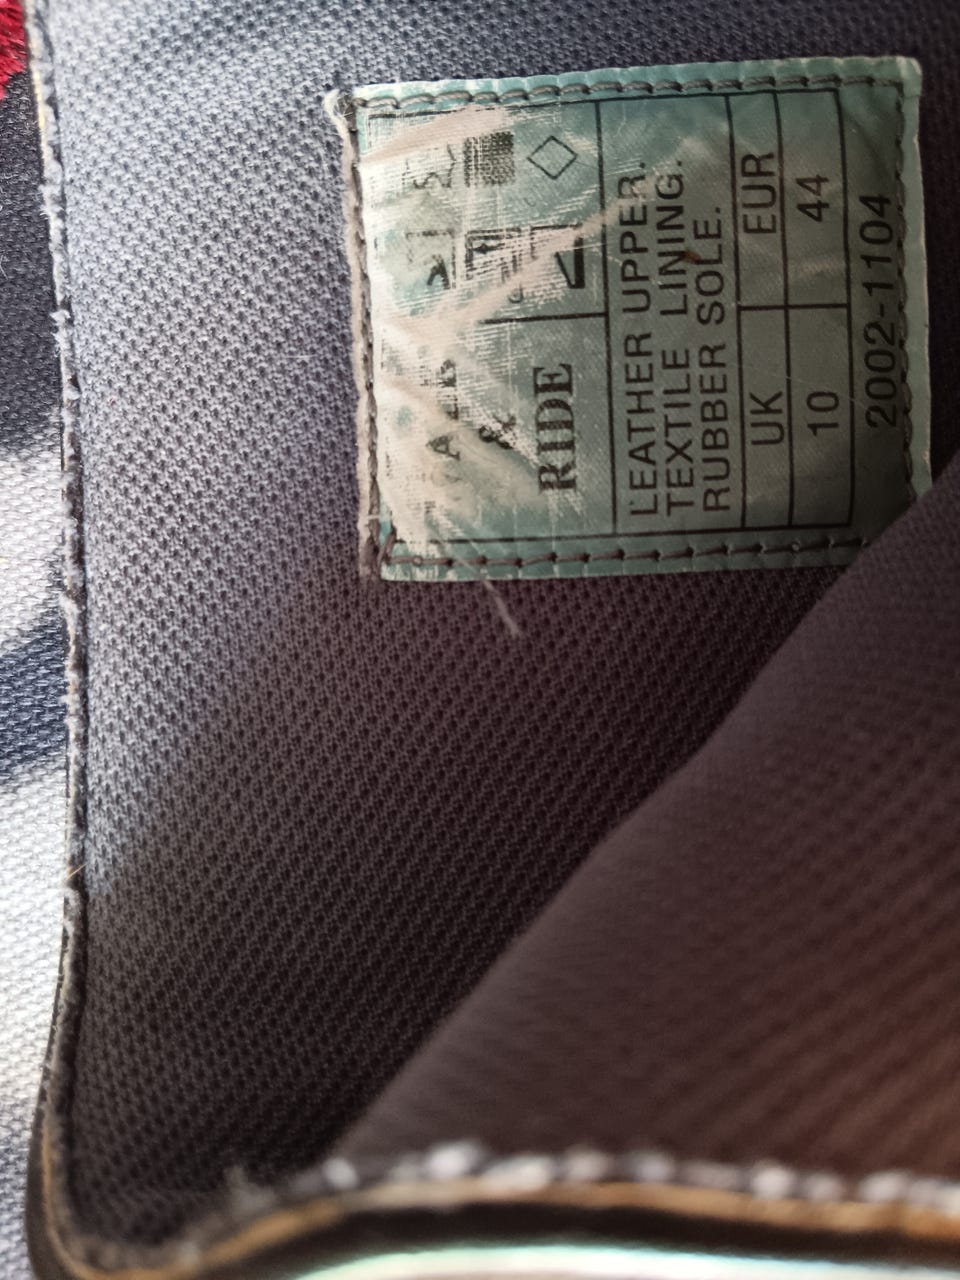 &
RIDE
LEATHER UPPER.
TEXTILE LINING.
RUBBER SOLE.
UK EUR
10 44
2002-1104